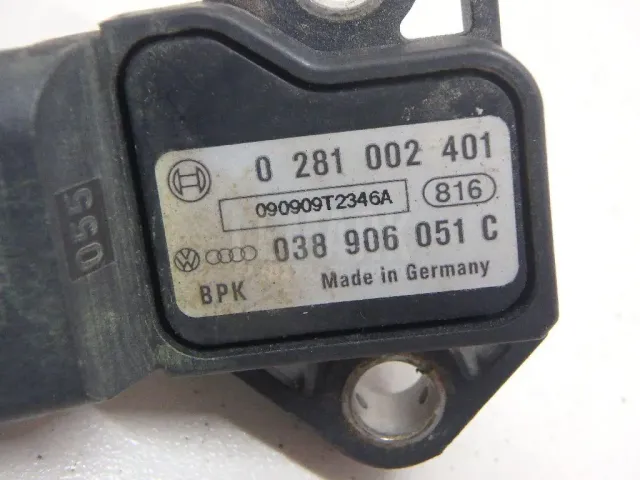 0 281 002 401
090909T2346A
816
038 906 051 C
BPK Made in Germany
055